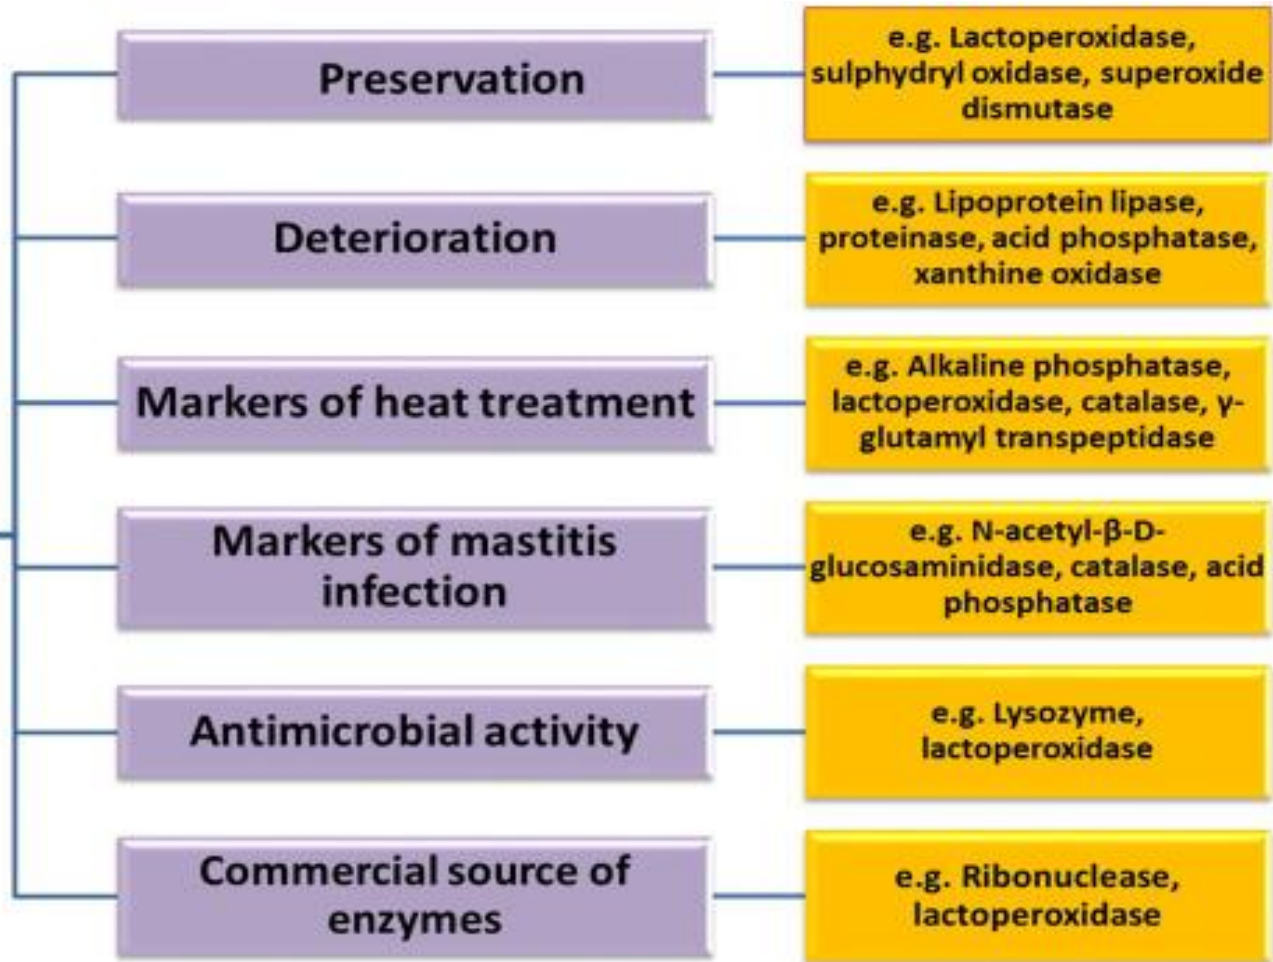 Preservation
e.g. Lactoperoxidase,
sulphydryl oxidase, superoxide
dismutase
Deterioration
e.g. Lipoprotein lipase,
proteinase, acid phosphatase,
xanthine oxidase
Markers of heat treatment
e.g. Alkaline phosphatase,
lactoperoxidase, catalase, γ-
glutamyl transpeptidase
Markers of mastitis
infection
e.g. N-acetyl-β-D-
glucosaminidase, catalase, acid
phosphatase
Antimicrobial activity
e.g. Lysozyme,
lactoperoxidase
Commercial source of
enzymes
e.g. Ribonuclease,
lactoperoxidase